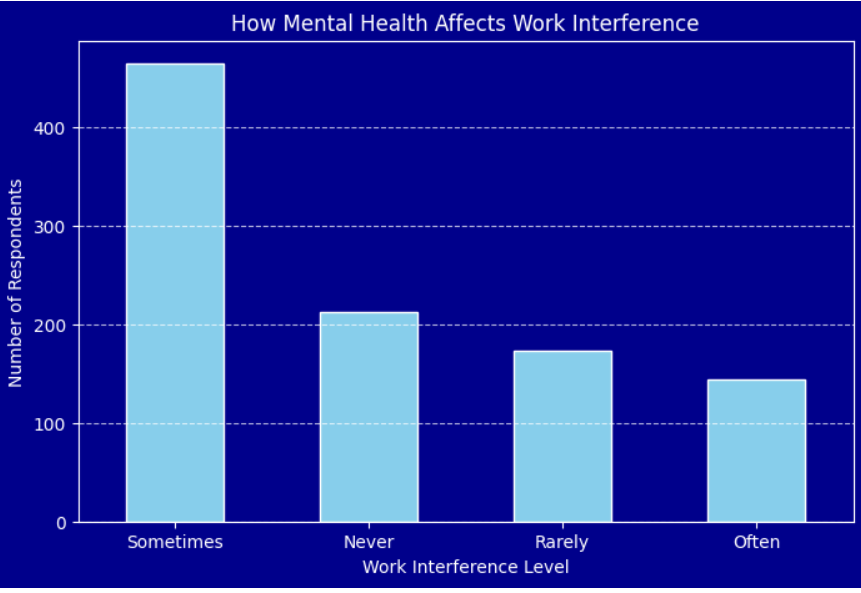 How Mental Health Affects Work Interference
Number of Respondents
400
300
200
100
0
Sometimes Never Rarely Often
Work Interference Level